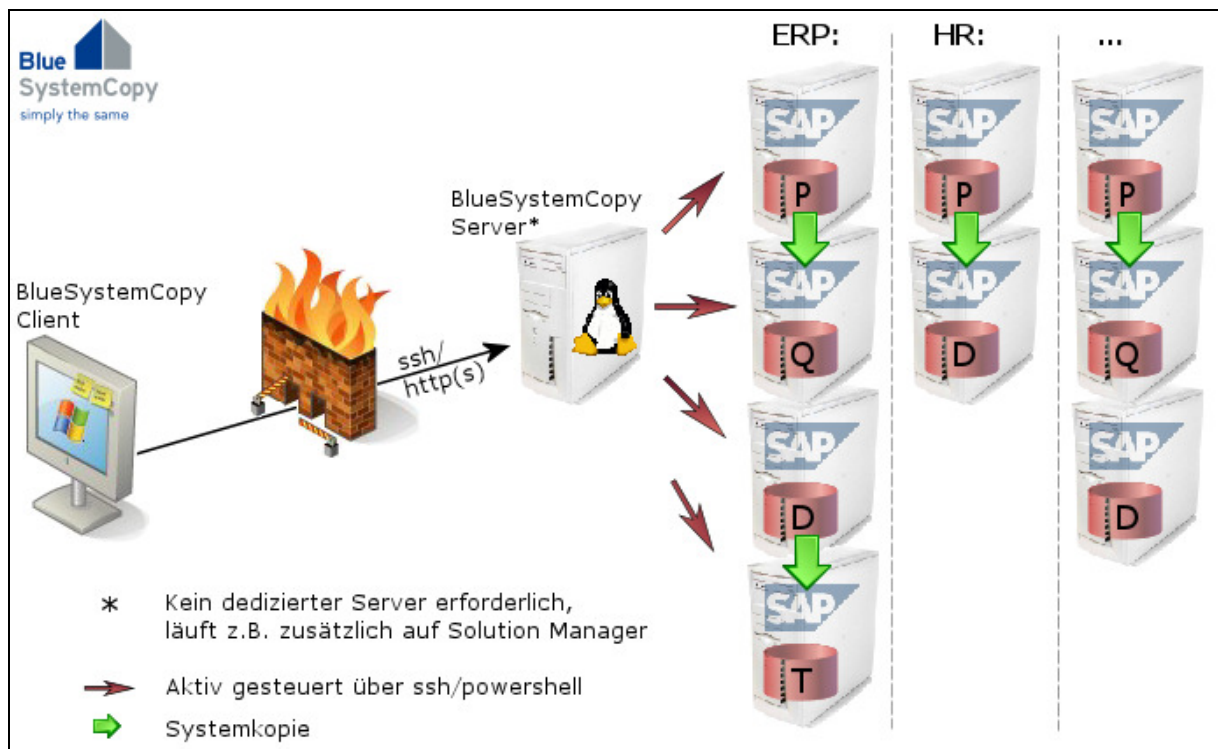 Blue
SystemCopy
simply the same
ERP:
HR:
...
BlueSystemCopy
Client
ssh/
http(s)
BlueSystemCopy
Server*
SAP
P
SAP
P
SAP
P
SAP
Q
SAP
D
SAP
Q
SAP
D
SAP
D
SAP
T
* Kein dedizierter Server erforderlich,
läuft z.B. zusätzlich auf Solution Manager
Aktiv gesteuert über ssh/powershell
Systemkopie